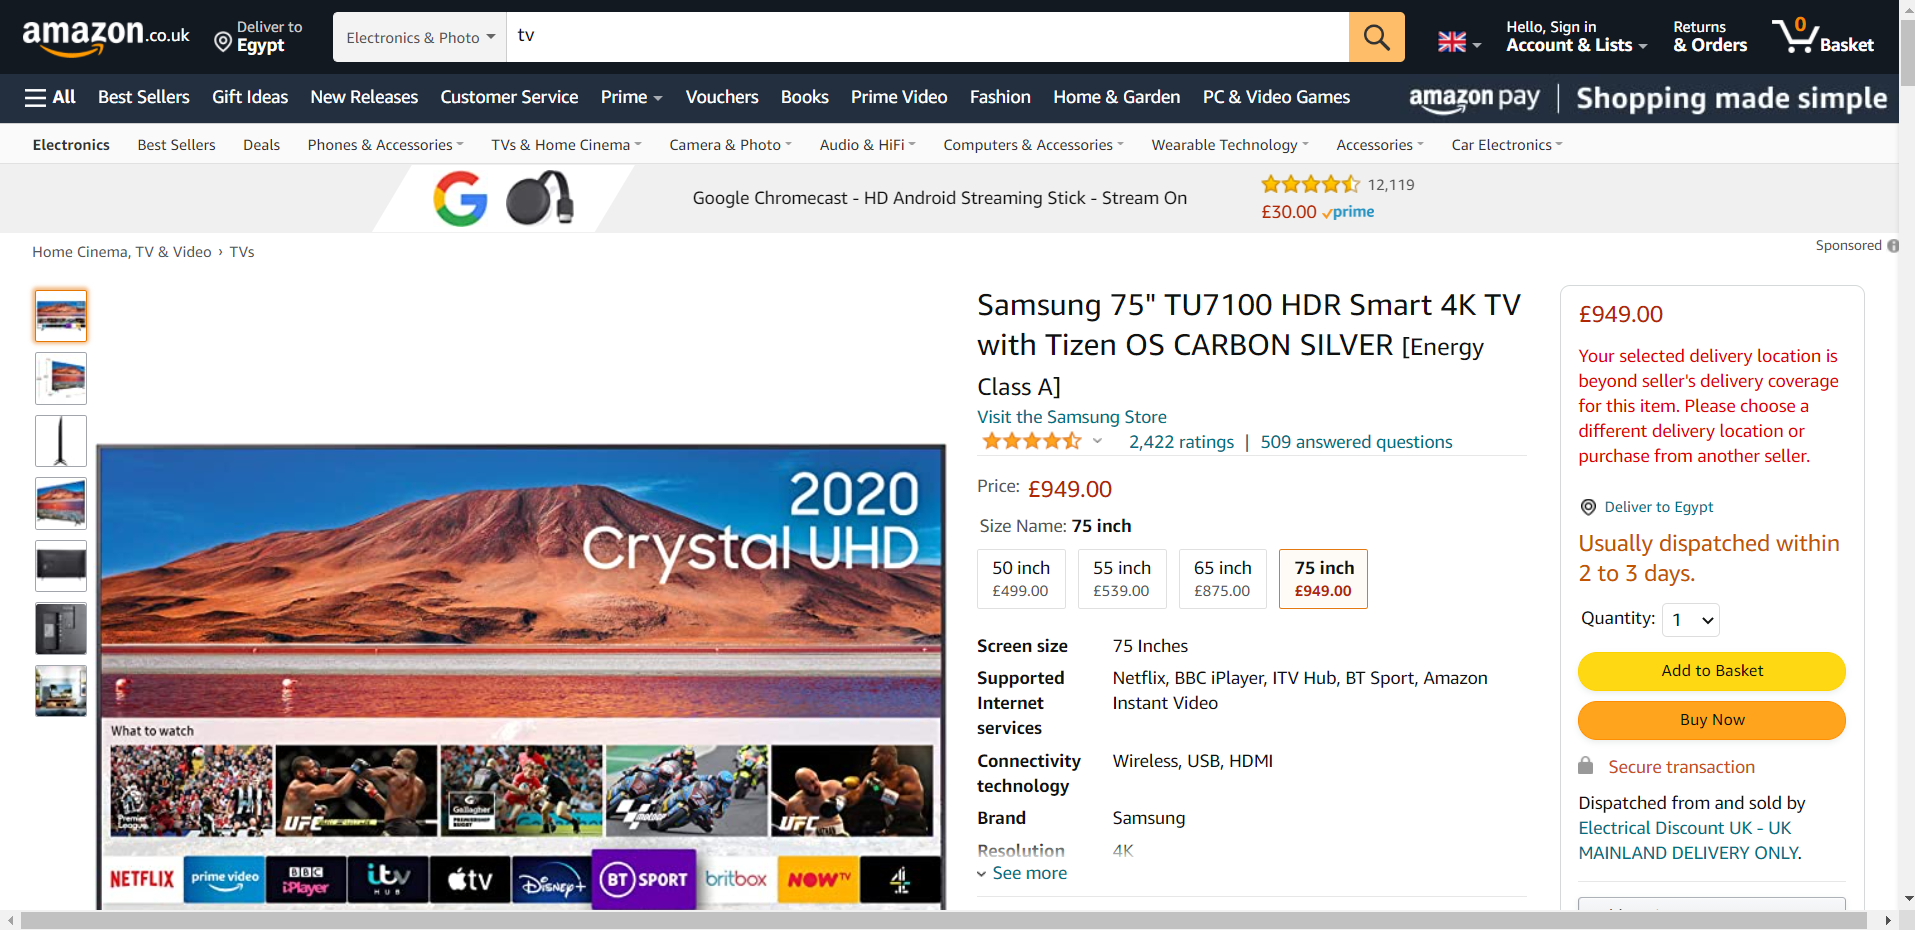 amazon.co.uk
Deliver to
Egypt
Electronics & Photo
tv
Hello, Sign in
Account & Lists
Returns
& Orders
0
Basket
All
Best Sellers
Gift Ideas
New Releases
Customer Service
Prime
Vouchers
Books
Prime Video
Fashion
Home & Garden
PC & Video Games
amazon pay
Shopping made simple
Electronics
Best Sellers
Deals
Phones & Accessories
TVs & Home Cinema
Camera & Photo
Audio & HiFi
Computers & Accessories
Wearable Technology
Accessories
Car Electronics
Google Chromecast - HD Android Streaming Stick - Stream On
12,119
£30.00 prime
Sponsored
Home Cinema, TV & Video › TVs
2020
Crystal UHD
What to watch
Premier
League
UFC
Gallagher
PREMIERSHIP
RUGBY
MotoGP
UFC
NETFLIX
prime video
BBC
iPlayer
itv
HUB
tv
Disney+
BT SPORT
britbox
NOW TV
4
Samsung 75" TU7100 HDR Smart 4K TV
with Tizen OS CARBON SILVER [Energy
Class A]
Visit the Samsung Store
2,422 ratings | 509 answered questions
Price: £949.00
Size Name: 75 inch
50 inch
£499.00
55 inch
£539.00
65 inch
£875.00
75 inch
£949.00
Screen size 75 Inches
Supported Netflix, BBC iPlayer, ITV Hub, BT Sport, Amazon
Internet Instant Video
services
Connectivity Wireless, USB, HDMI
technology
Brand Samsung
Resolution 4K
See more
£949.00
Your selected delivery location is
beyond seller's delivery coverage
for this item. Please choose a
different delivery location or
purchase from another seller.
Deliver to Egypt
Usually dispatched within
2 to 3 days.
Quantity: 1
Add to Basket
Buy Now
Secure transaction
Dispatched from and sold by
Electrical Discount UK - UK
MAINLAND DELIVERY ONLY.